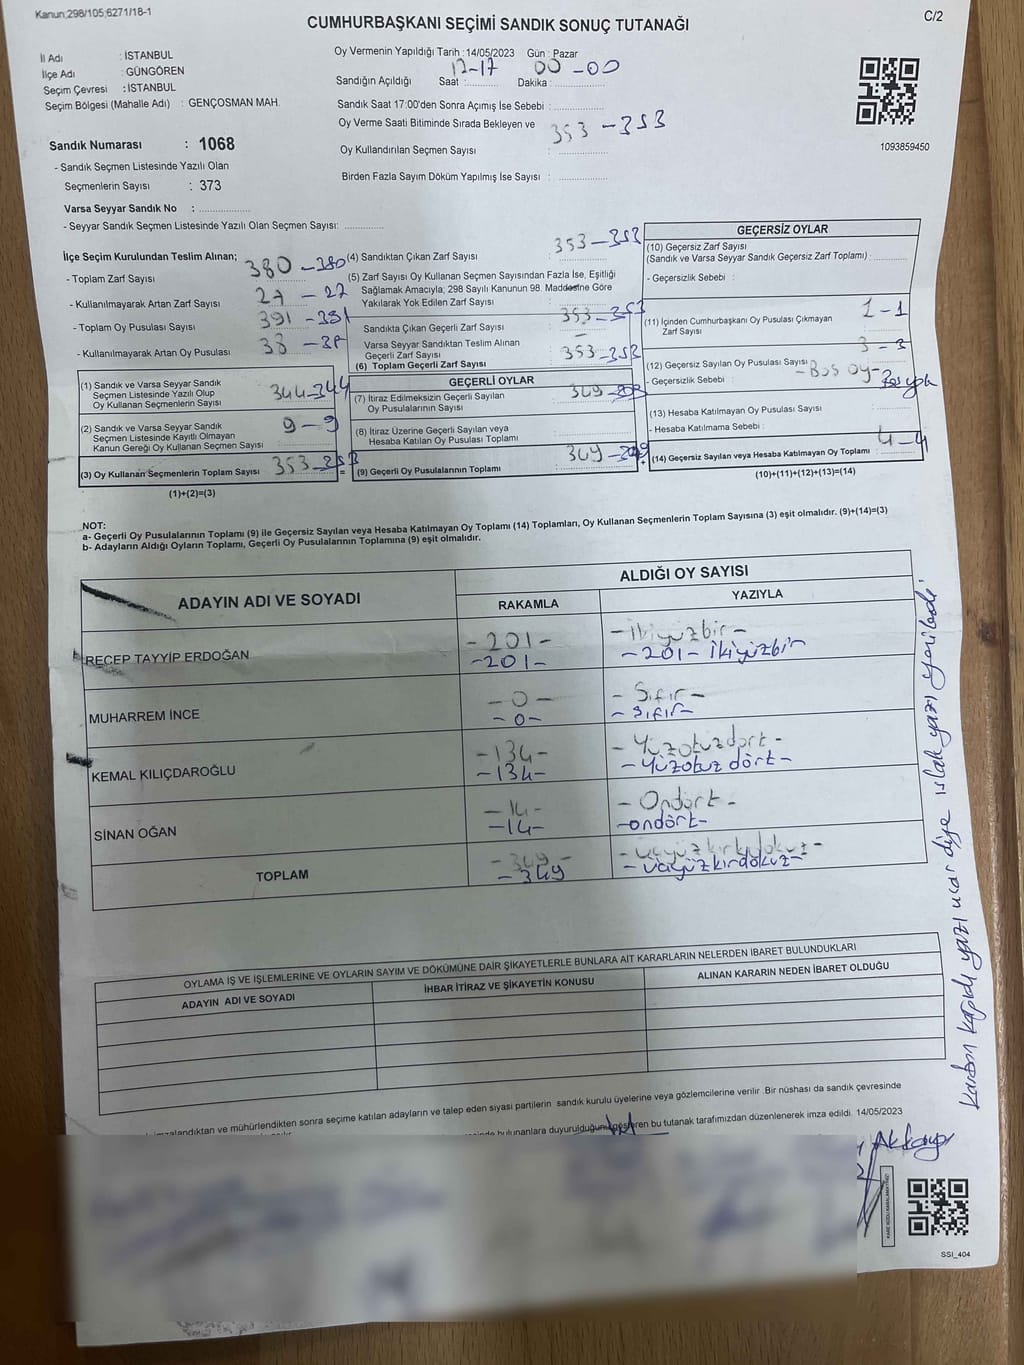 Kanun;298/105;6271/18-1
C/2
CUMHURBAŞKANI SEÇİMİ SANDIK SONUÇ TUTANAĞI
İl Adı : İSTANBUL
İlçe Adı : GÜNGÖREN
Seçim Çevresi : İSTANBUL
Seçim Bölgesi (Mahalle Adı) : GENÇOSMAN MAH.
Sandık Numarası : 1068
- Sandık Seçmen Listesinde Yazılı Olan
Seçmenlerin Sayısı : 373
Varsa Seyyar Sandık No : ..................
- Seyyar Sandık Seçmen Listesinde Yazılı Olan Seçmen Sayısı: ..............
Oy Vermenin Yapıldığı Tarih : 14/05/2023 Gün : Pazar
Sandığın Açıldığı Saat : 17-17 Dakika : 00-00
Sandık Saat 17:00'den Sonra Açımış İse Sebebi : ..................
Oy Verme Saati Bitiminde Sırada Bekleyen ve
Oy Kullandırılan Seçmen Sayısı : 353-353
Birden Fazla Sayım Döküm Yapılmış İse Sayısı : ..................
1093859450
İlçe Seçim Kurulundan Teslim Alınan;
- Toplam Zarf Sayısı 380-380
- Kullanılmayarak Artan Zarf Sayısı 27-27
- Toplam Oy Pusulası Sayısı 391-391
- Kullanılmayarak Artan Oy Pusulası 38-38
(1) Sandık ve Varsa Seyyar Sandık
Seçmen Listesinde Yazılı Olup
Oy Kullanan Seçmenlerin Sayısı 344-344
(2) Sandık ve Varsa Seyyar Sandık
Seçmen Listesinde Kayıtlı Olmayan
Kanun Gereği Oy Kullanan Seçmen Sayısı 9-9
(3) Oy Kullanan Seçmenlerin Toplam Sayısı 353-353
(1)+(2)=(3)
(4) Sandıktan Çıkan Zarf Sayısı 353-353
(5) Zarf Sayısı Oy Kullanan Seçmen Sayısından Fazla İse, Eşitliği
Sağlamak Amacıyla; 298 Sayılı Kanunun 98. Maddesine Göre
Yakılarak Yok Edilen Zarf Sayısı
Sandıkta Çıkan Geçerli Zarf Sayısı 353-353
Varsa Seyyar Sandıktan Teslim Alınan
Geçerli Zarf Sayısı
(6) Toplam Geçerli Zarf Sayısı 353-353
GEÇERLİ OYLAR
(7) İtiraz Edilmeksizin Geçerli Sayılan
Oy Pusulalarının Sayısı 349-
(8) İtiraz Üzerine Geçerli Sayılan veya
Hesaba Katılan Oy Pusulası Toplamı
(9) Geçerli Oy Pusulalarının Toplamı 349-349
GEÇERSİZ OYLAR
(10) Geçersiz Zarf Sayısı
(Sandık ve Varsa Seyyar Sandık Geçersiz Zarf Toplamı) :
- Geçersizlik Sebebi :
(11) İçinden Cumhurbaşkanı Oy Pusulası Çıkmayan
Zarf Sayısı 1-1
(12) Geçersiz Sayılan Oy Pusulası Sayısı 3-3
- Geçersizlik Sebebi : -Boş oy-
(13) Hesaba Katılmayan Oy Pusulası Sayısı :
- Hesaba Katılmama Sebebi :
(14) Geçersiz Sayılan veya Hesaba Katılmayan Oy Toplamı 4-4
(10)+(11)+(12)+(13)=(14)
NOT:
a- Geçerli Oy Pusulalarının Toplamı (9) ile Geçersiz Sayılan veya Hesaba Katılmayan Oy Toplamı (14) Toplamları, Oy Kullanan Seçmenlerin Toplam Sayısına (3) eşit olmalıdır. (9)+(14)=(3)
b- Adayların Aldığı Oyların Toplamı, Geçerli Oy Pusulalarının Toplamına (9) eşit olmalıdır.
ADAYIN ADI VE SOYADI
ALDIĞI OY SAYISI
RAKAMLA YAZIYLA
RECEP TAYYİP ERDOĞAN
-201- -ikiyüzbir-
-201- -201- ikiyüzbir
MUHARREM İNCE
-0- -Sıfır-
-0- -Sıfır-
KEMAL KILIÇDAROĞLU
-134- -Yüzotuzdört-
-134- -Yüzotuz dört-
SİNAN OĞAN
-14- -Ondört-
-14- -ondört-
TOPLAM
-349- -üçyüzkırkdokuz-
-349 -üçyüzkırdokuz-
karbon kağıdı yazı uçar diye ıslak yazı yenilendi.
OYLAMA İŞ VE İŞLEMLERİNE VE OYLARIN SAYIM VE DÖKÜMÜNE DAİR ŞİKAYETLERLE BUNLARA AİT KARARLARIN NELERDEN İBARET BULUNDUKLARI
ADAYIN ADI VE SOYADI İHBAR İTİRAZ VE ŞİKAYETİN KONUSU ALINAN KARARIN NEDEN İBARET OLDUĞU
ve mühürlendikten sonra seçime katılan adayların ve talep eden siyasi partilerin sandık kurulu üyelerine veya gözlemcilerine verilir .Bir nüshası da sandık çevresinde
bulunanlara duyurulduğunu gösteren bu tutanak tarafımızdan düzenlenerek imza edildi. 14/05/2023
SSI_404